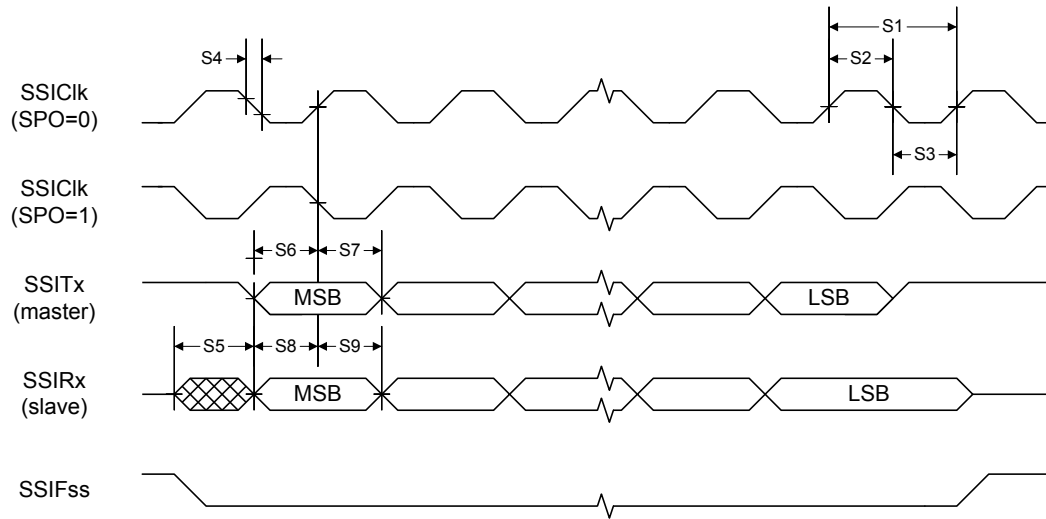 S1
S4
S2
SSIClk
(SPO=0)
S3
SSIClk
(SPO=1)
S6
S7
SSITx
(master)
MSB
LSB
S5
S8
S9
SSIRx
(slave)
MSB
LSB
SSIFss